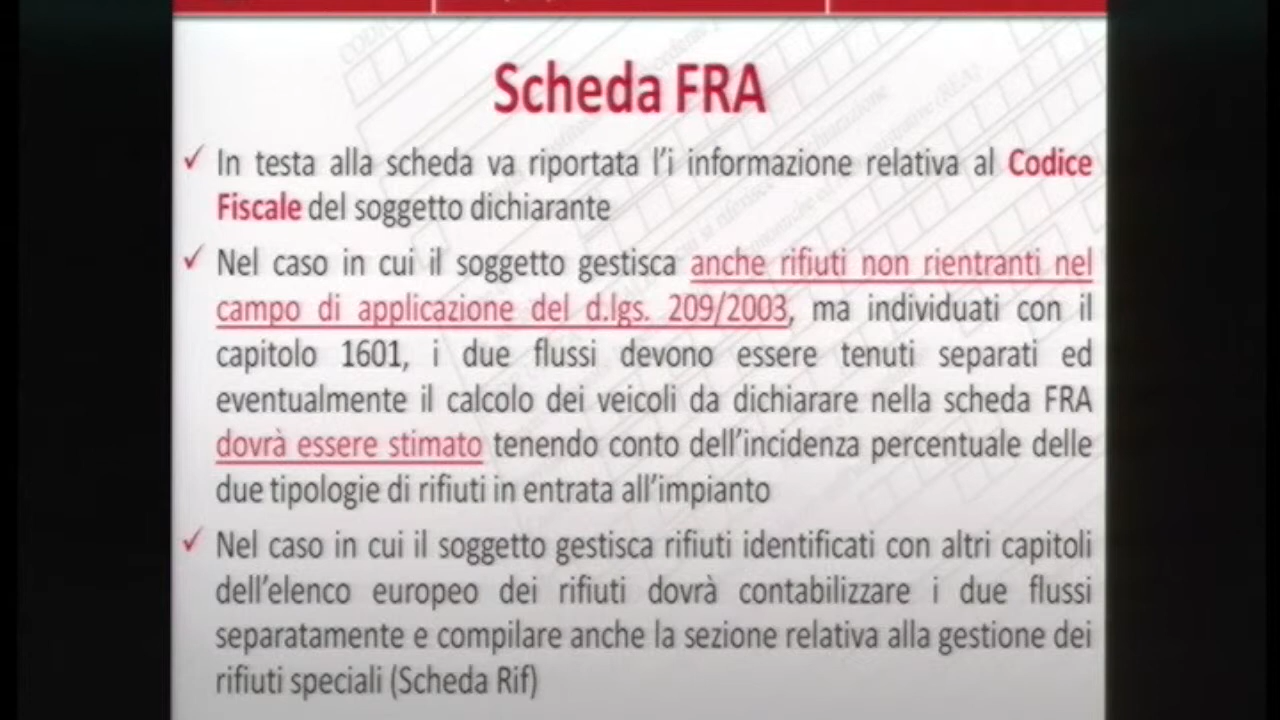 Scheda FRA
✓ In testa alla scheda va riportata l'i informazione relativa al Codice
Fiscale del soggetto dichiarante
✓ Nel caso in cui il soggetto gestisca anche rifiuti non rientranti nel
campo di applicazione del d.lgs. 209/2003, ma individuati con il
capitolo 1601, i due flussi devono essere tenuti separati ed
eventualmente il calcolo dei veicoli da dichiarare nella scheda FRA
dovrà essere stimato tenendo conto dell'incidenza percentuale delle
due tipologie di rifiuti in entrata all'impianto
✓ Nel caso in cui il soggetto gestisca rifiuti identificati con altri capitoli
dell'elenco europeo dei rifiuti dovrà contabilizzare i due flussi
separatamente e compilare anche la sezione relativa alla gestione dei
rifiuti speciali (Scheda Rif)